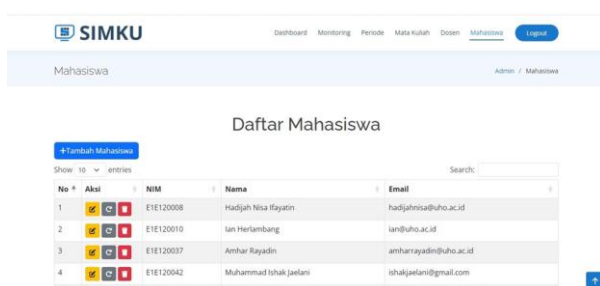 SIMKU
Dashboard Monitoring Periode Mata Kuliah Dosen Mahasiswa Logout
Mahasiswa
Admin / Mahasiswa
Daftar Mahasiswa
+Tambah Mahasiswa
Show 10 entries
Search:
No Aksi NIM Nama Email
1 E1E120008 Hadijah Nisa Ifayatin hadijahnisa@uho.ac.id
2 E1E120010 Ian Herlambang ian@uho.ac.id
3 E1E120037 Amhar Rayadin amharrayadin@uho.ac.id
4 E1E120042 Muhammad Ishak Jaelani ishakjaelani@gmail.com